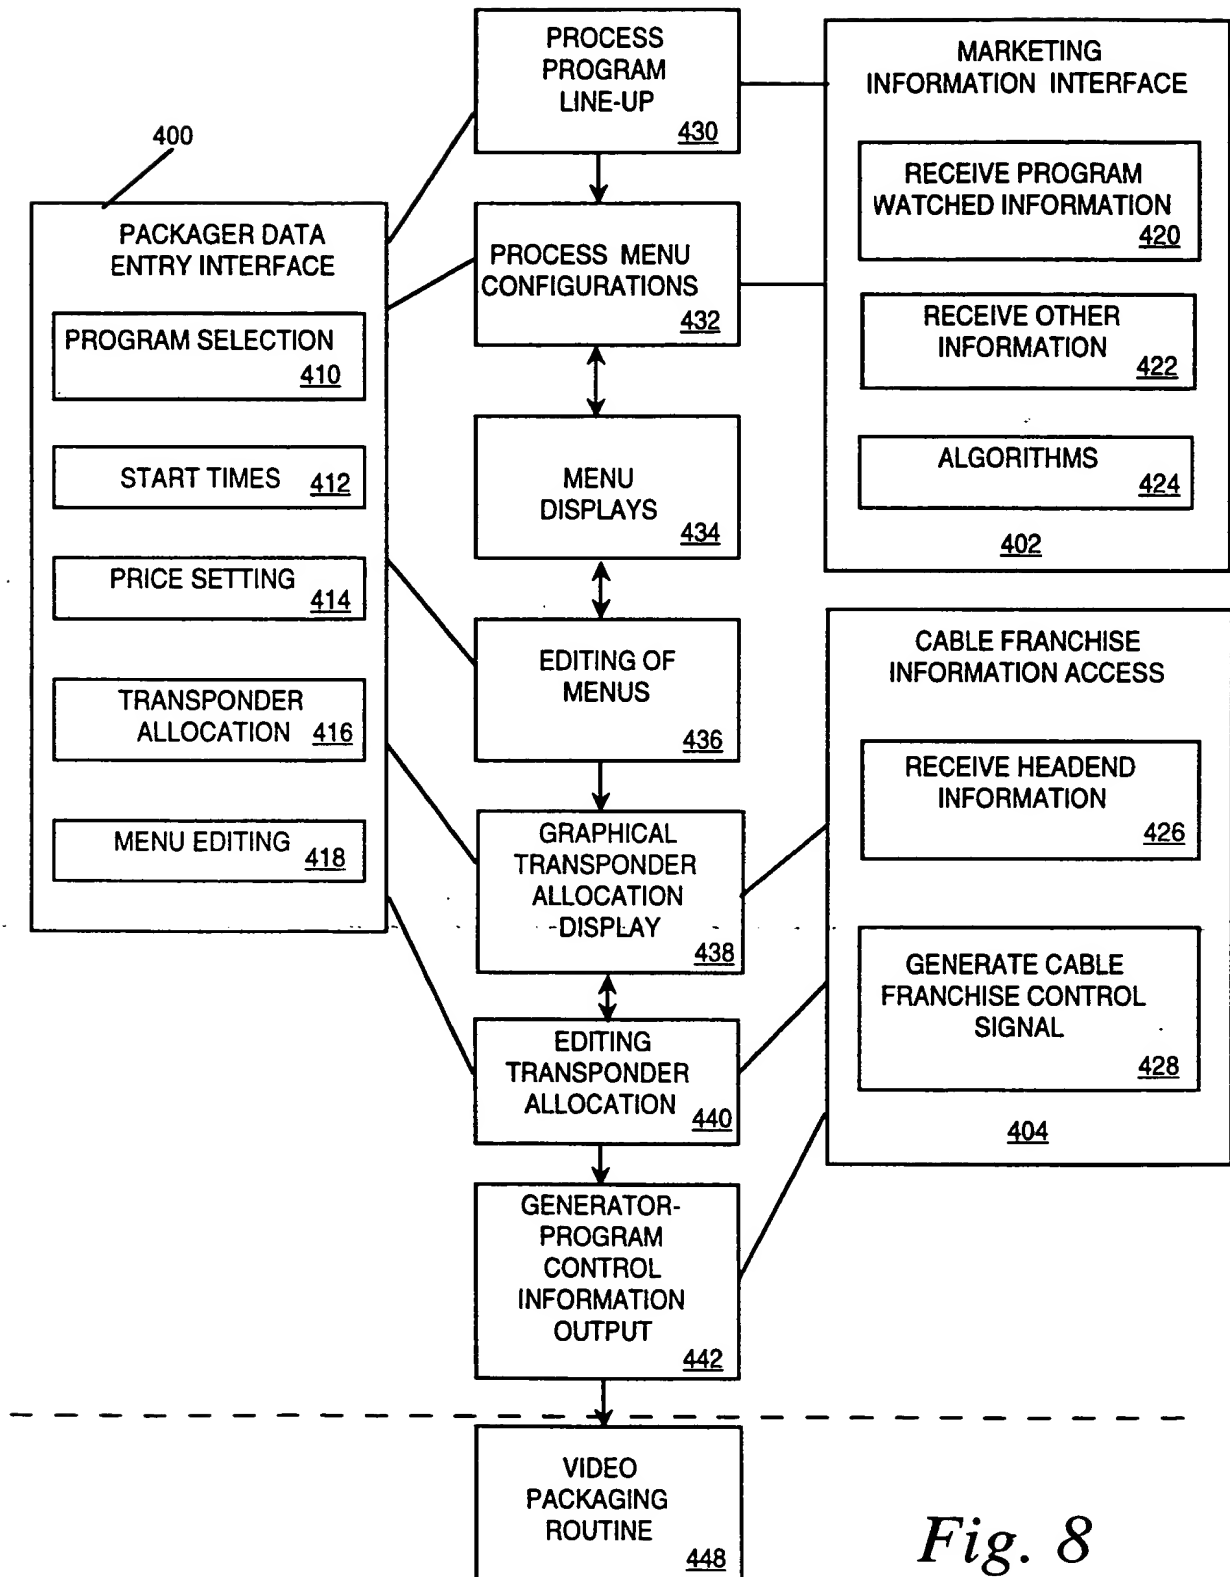 400
PACKAGER DATA
ENTRY INTERFACE
PROGRAM SELECTION
410
START TIMES 412
PRICE SETTING
414
TRANSPONDER
ALLOCATION 416
MENU EDITING 418
PROCESS
PROGRAM
LINE-UP
430
PROCESS MENU
CONFIGURATIONS
432
MENU
DISPLAYS
434
EDITING OF
MENUS
436
GRAPHICAL
TRANSPONDER
ALLOCATION
DISPLAY
438
EDITING
TRANSPONDER
ALLOCATION
440
GENERATOR-
PROGRAM
CONTROL
INFORMATION
OUTPUT
442
VIDEO
PACKAGING
ROUTINE
448
MARKETING
INFORMATION INTERFACE
RECEIVE PROGRAM
WATCHED INFORMATION
420
RECEIVE OTHER
INFORMATION
422
ALGORITHMS
424
402
CABLE FRANCHISE
INFORMATION ACCESS
RECEIVE HEADEND
INFORMATION
426
GENERATE CABLE
FRANCHISE CONTROL
SIGNAL
428
404
Fig. 8